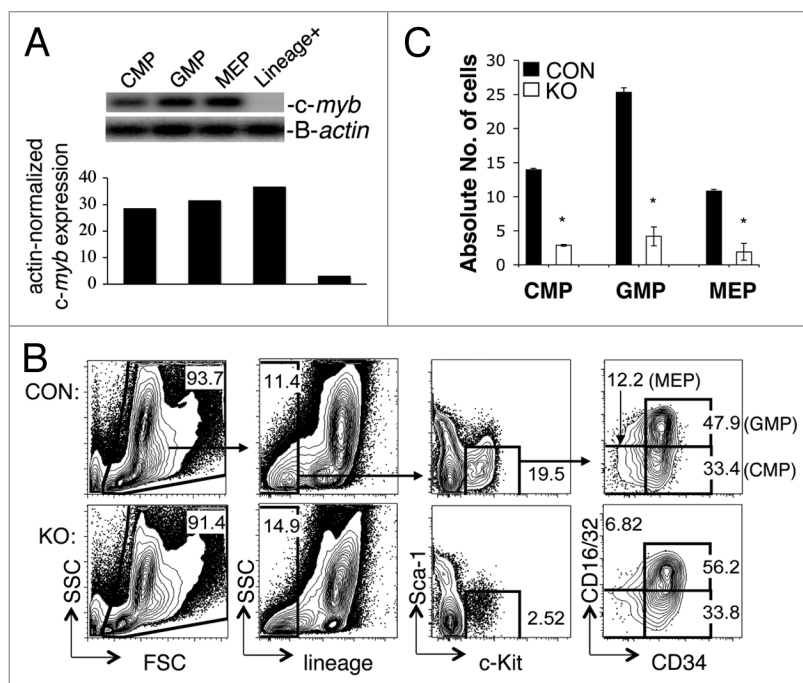 A
CMP GMP MEP Lineage+
-c-myb
-B-actin
actin-normalized
c-myb expression
40
30
20
10
0
C
CON
KO
Absolute No. of cells
30
25
20
15
10
5
0
* * *
CMP GMP MEP
B
CON:
93.7
11.4
19.5
12.2 (MEP)
47.9 (GMP)
33.4 (CMP)
KO:
91.4
14.9
2.52
6.82
56.2
33.8
SSC
FSC
SSC
lineage
Sca-1
c-Kit
CD16/32
CD34